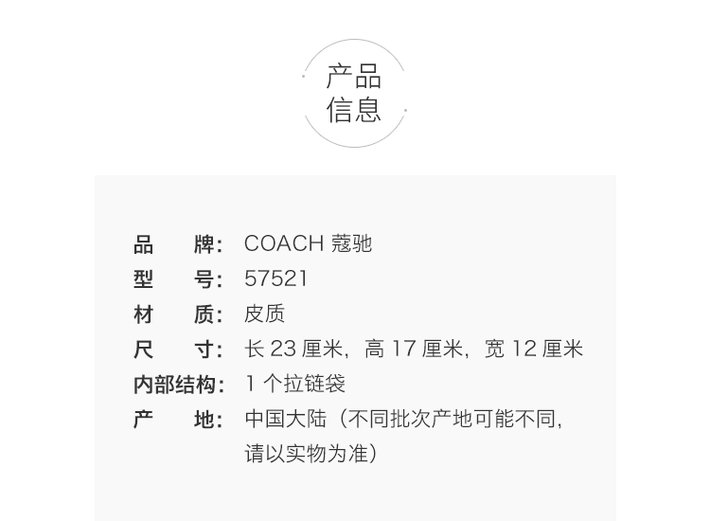 产品
信息
品 牌： COACH 蔻驰
型 号： 57521
材 质： 皮质
尺 寸： 长 23 厘米，高 17 厘米，宽 12 厘米
内部结构： 1 个拉链袋
产 地： 中国大陆（不同批次产地可能不同，
请以实物为准）